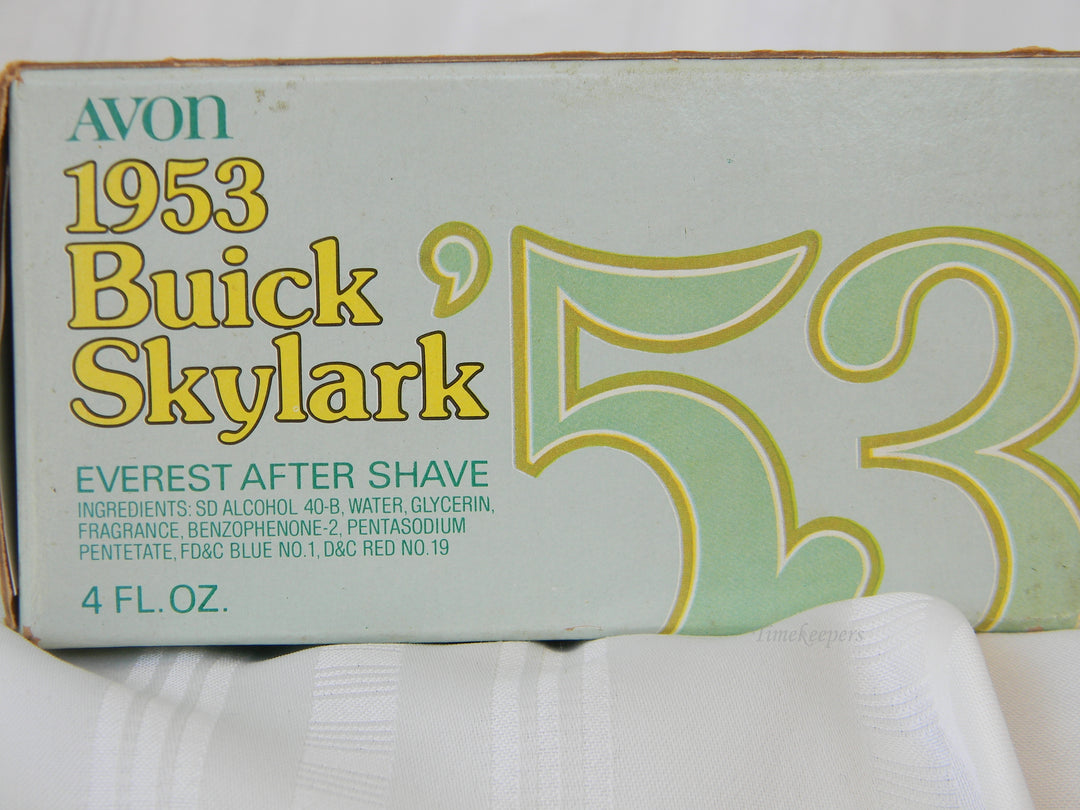 AVON
1953
Buick
Skylark
'53
EVEREST AFTER SHAVE
INGREDIENTS: SD ALCOHOL 40-B, WATER, GLYCERIN,
FRAGRANCE, BENZOPHENONE-2, PENTASODIUM
PENTETATE, FD&C BLUE NO.1, D&C RED NO.19
4 FL. OZ.
Timekeepers